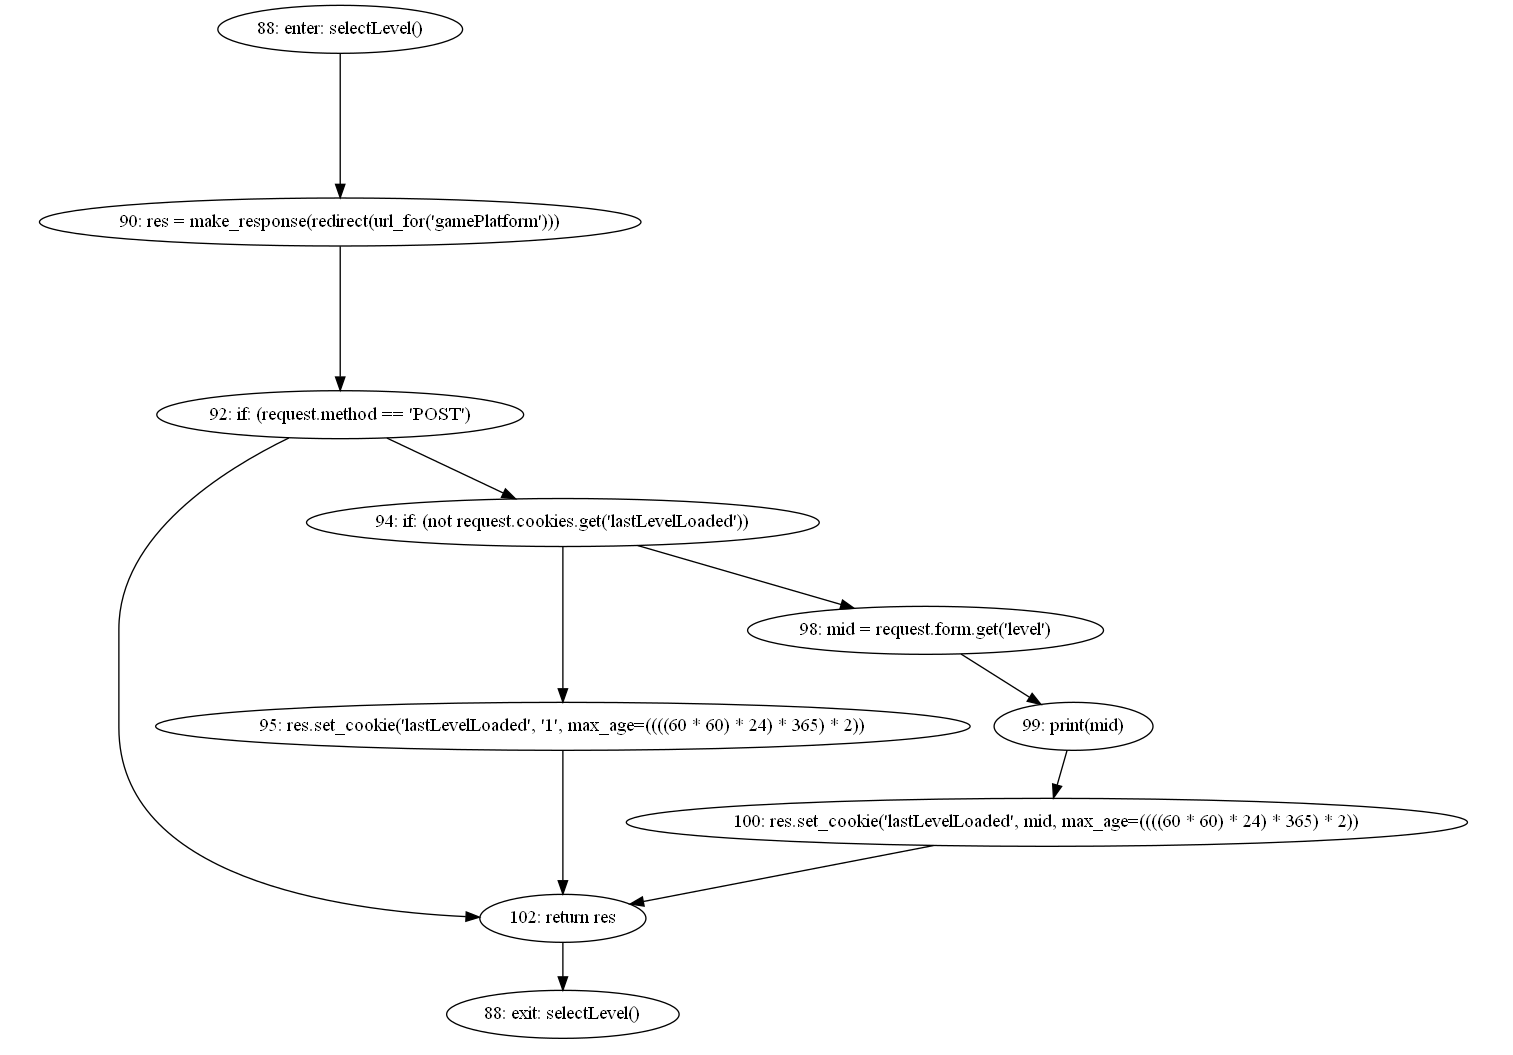 88: enter: selectLevel()
90: res = make_response(redirect(url_for('gamePlatform')))
92: if: (request.method == 'POST')
94: if: (not request.cookies.get('lastLevelLoaded'))
98: mid = request.form.get('level')
95: res.set_cookie('lastLevelLoaded', '1', max_age=((((60 * 60) * 24) * 365) * 2))
99: print(mid)
100: res.set_cookie('lastLevelLoaded', mid, max_age=((((60 * 60) * 24) * 365) * 2))
102: return res
88: exit: selectLevel()